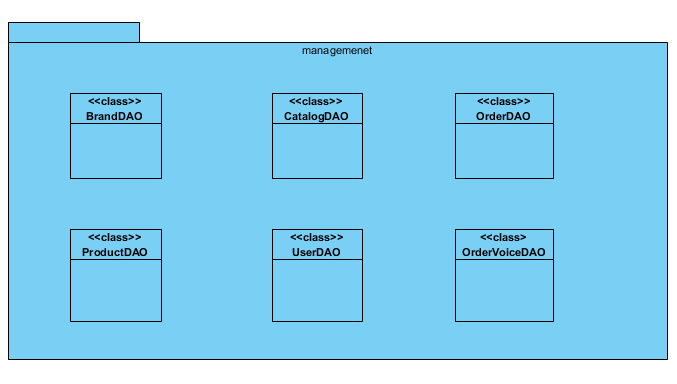 managemenet
<<class>>
BrandDAO
<<class>>
CatalogDAO
<<class>>
OrderDAO
<<class>>
ProductDAO
<<class>>
UserDAO
<<class>
OrderVoiceDAO